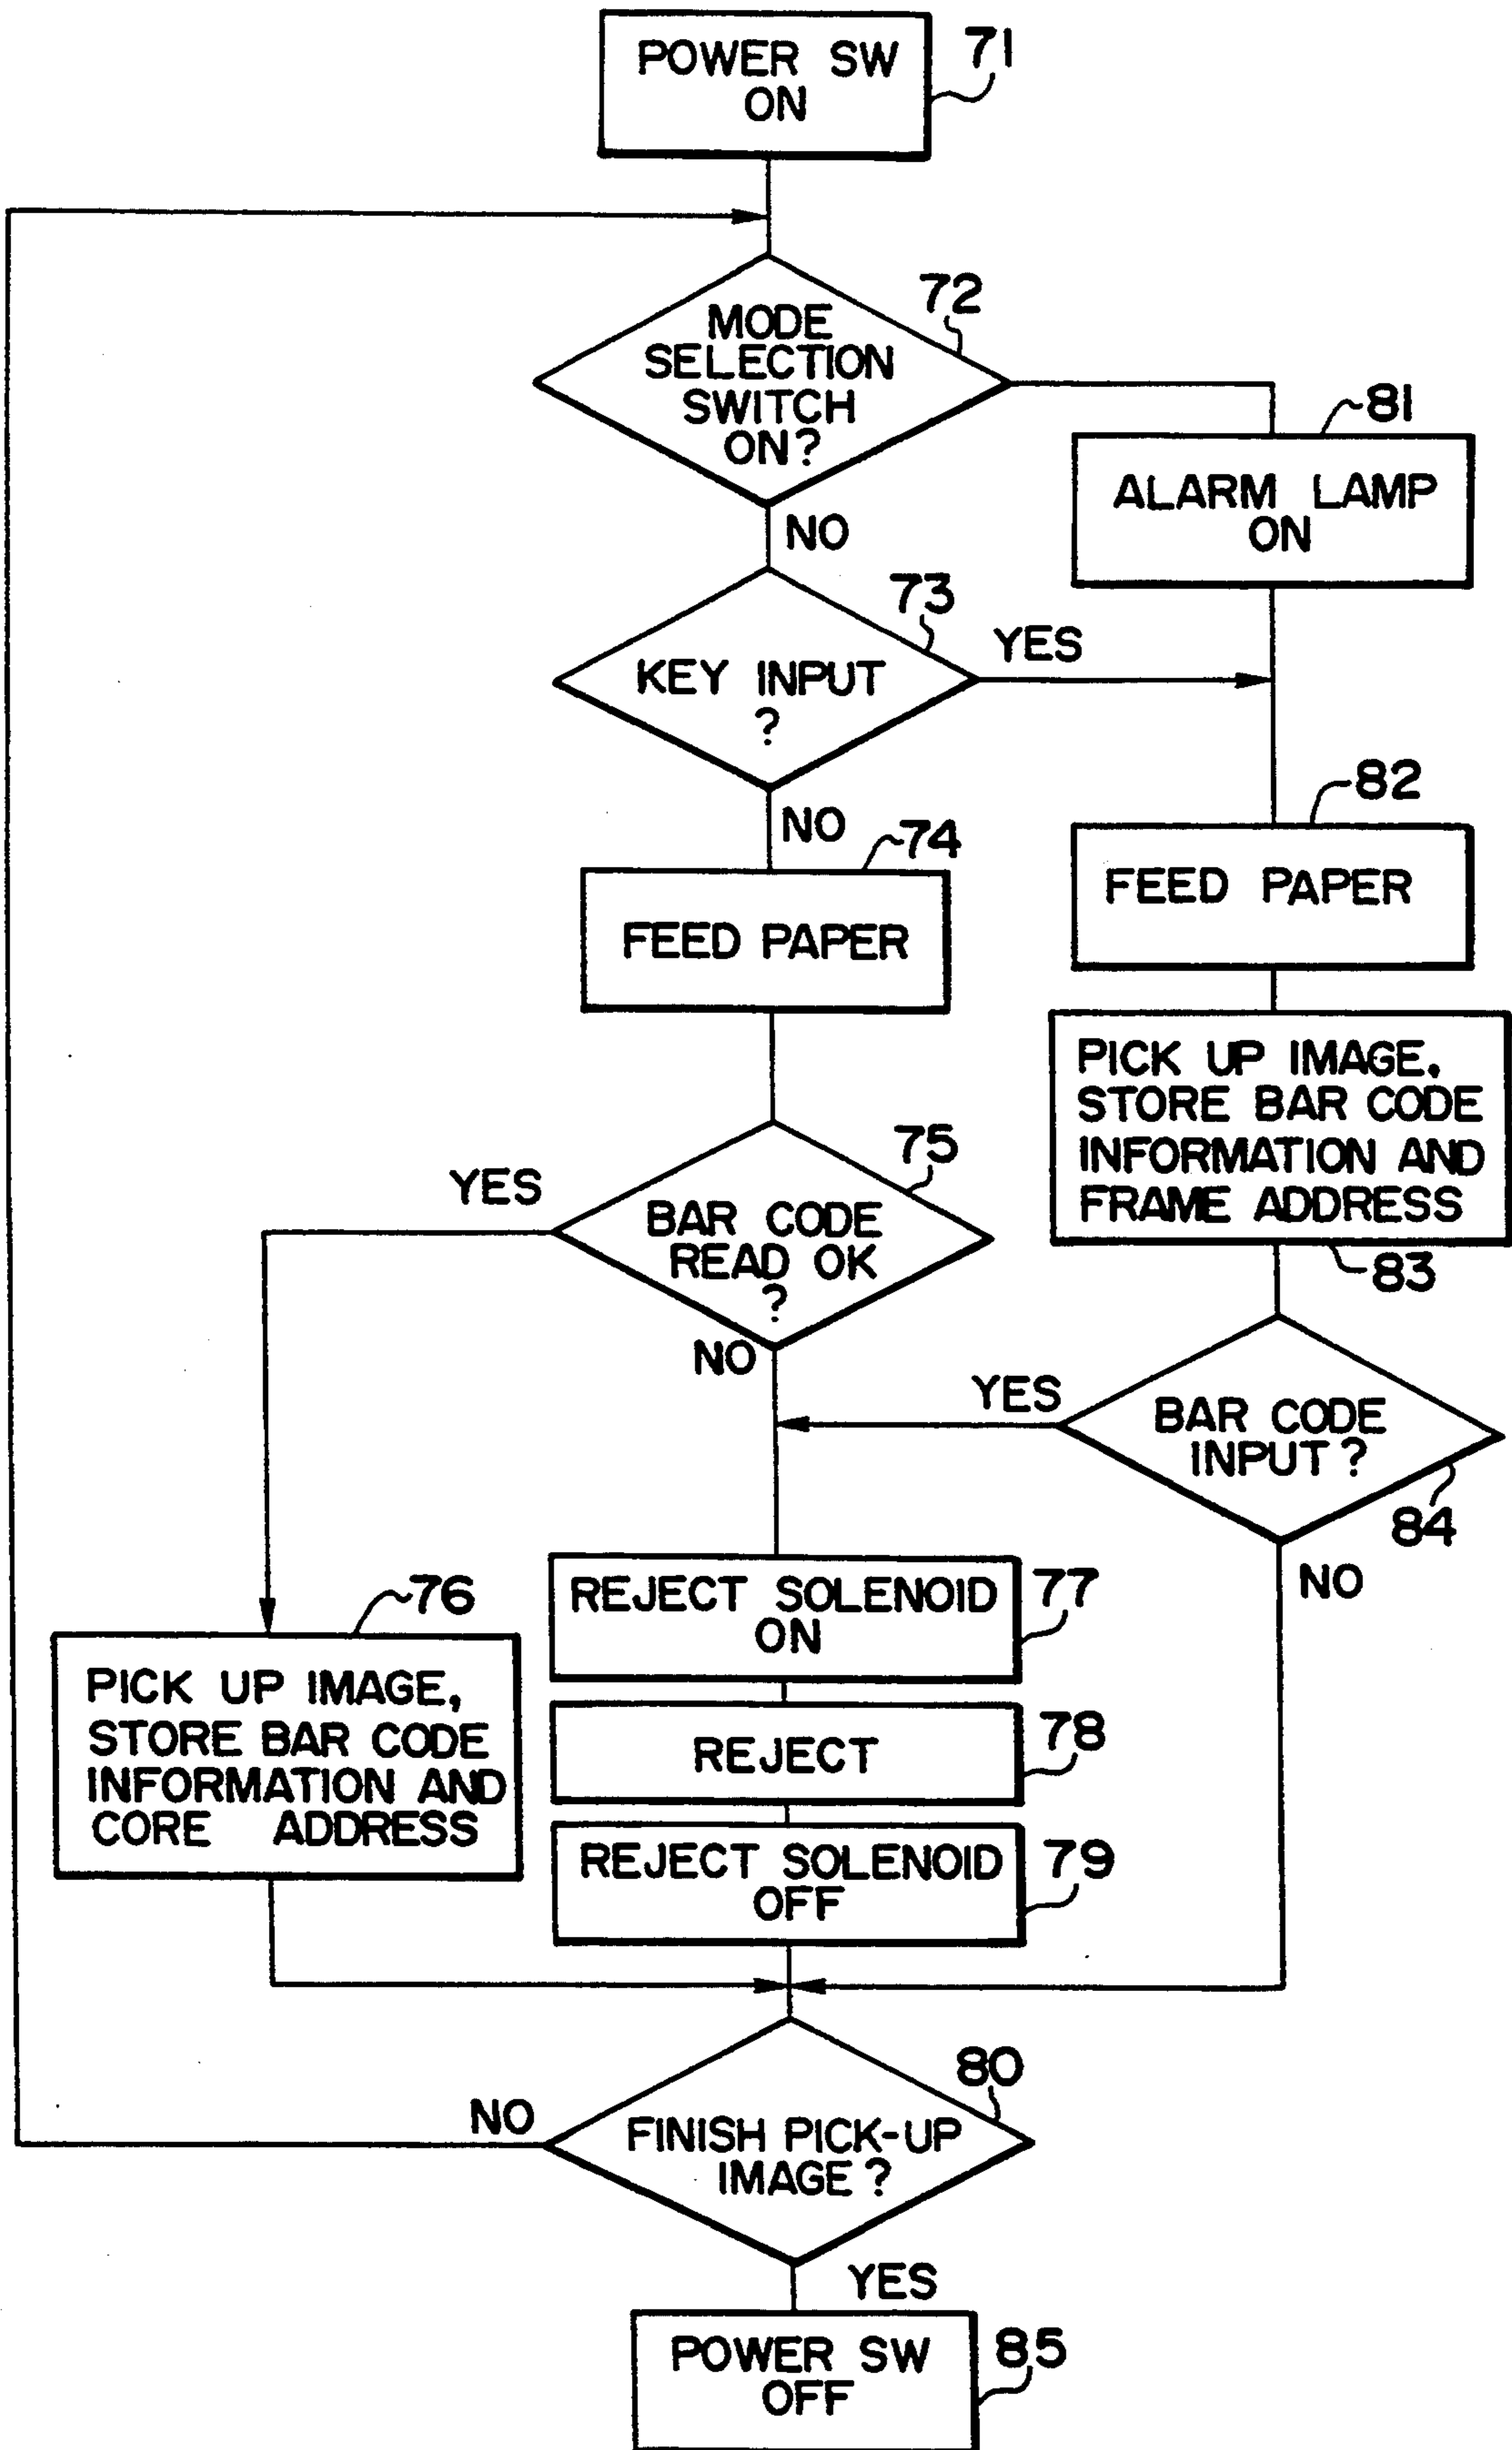 POWER SW
ON
71
MODE
SELECTION
SWITCH
ON?
72
NO
ALARM LAMP
ON
81
KEY INPUT
?
73
YES
NO
FEED PAPER
74
FEED PAPER
82
PICK UP IMAGE.
STORE BAR CODE
INFORMATION AND
FRAME ADDRESS
83
BAR CODE
READ OK
?
75
YES
NO
BAR CODE
INPUT?
84
YES
NO
PICK UP IMAGE,
STORE BAR CODE
INFORMATION AND
CORE ADDRESS
76
REJECT SOLENOID
ON
77
REJECT
78
REJECT SOLENOID
OFF
79
FINISH PICK-UP
IMAGE?
80
NO
YES
POWER SW
OFF
85